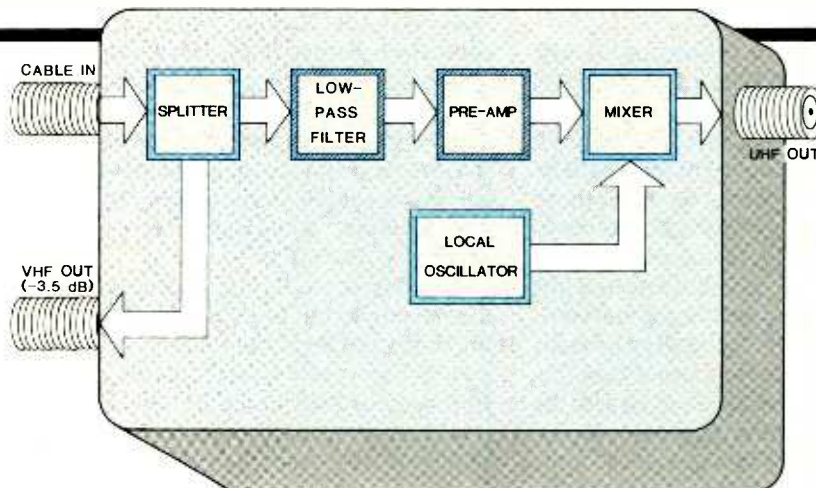 CABLE IN
SPLITTER
LOW-
PASS
FILTER
PRE-AMP
MIXER
UHF OUT
LOCAL
OSCILLATOR
VHF OUT
(-3.5 dB)